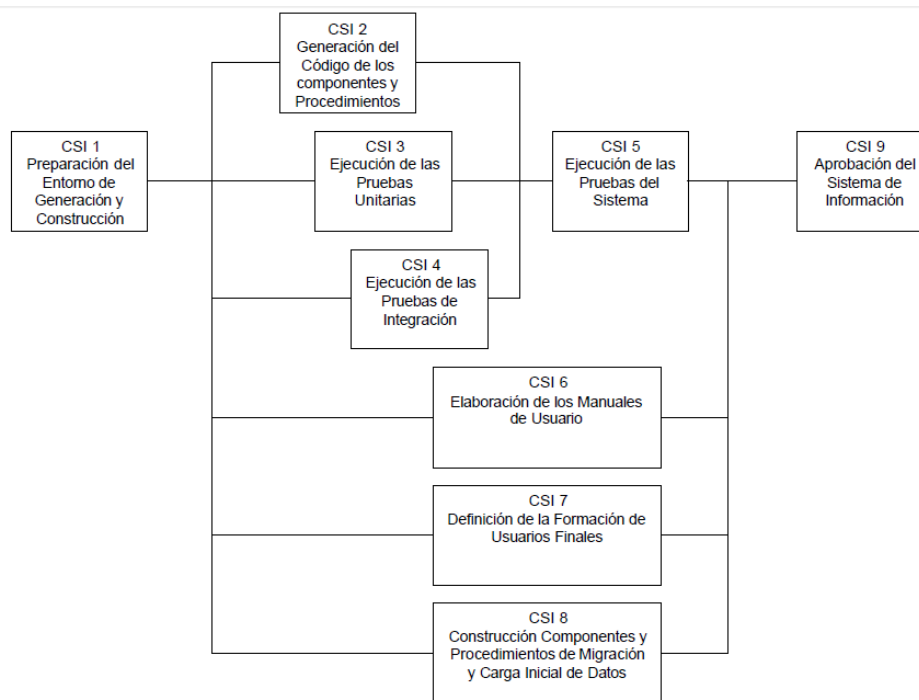 CSI 2
Generación del
Código de los
componentes y
Procedimientos
CSI 1
Preparación del
Entorno de
Generación y
Construcción
CSI 3
Ejecución de las
Pruebas
Unitarias
CSI 5
Ejecución de las
Pruebas del
Sistema
CSI 9
Aprobación del
Sistema de
Información
CSI 4
Ejecución de las
Pruebas de
Integración
CSI 6
Elaboración de los Manuales
de Usuario
CSI 7
Definición de la Formación de
Usuarios Finales
CSI 8
Construcción Componentes y
Procedimientos de Migración
y Carga Inicial de Datos